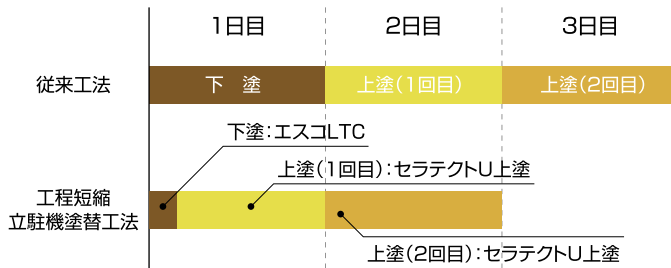 1日目 2日目 3日目
従来工法 下 塗 上塗(1回目) 上塗(2回目)
下塗:エスコLTC
上塗(1回目):セラテクトU上塗
工程短縮
立駐機塗替工法
上塗(2回目):セラテクトU上塗